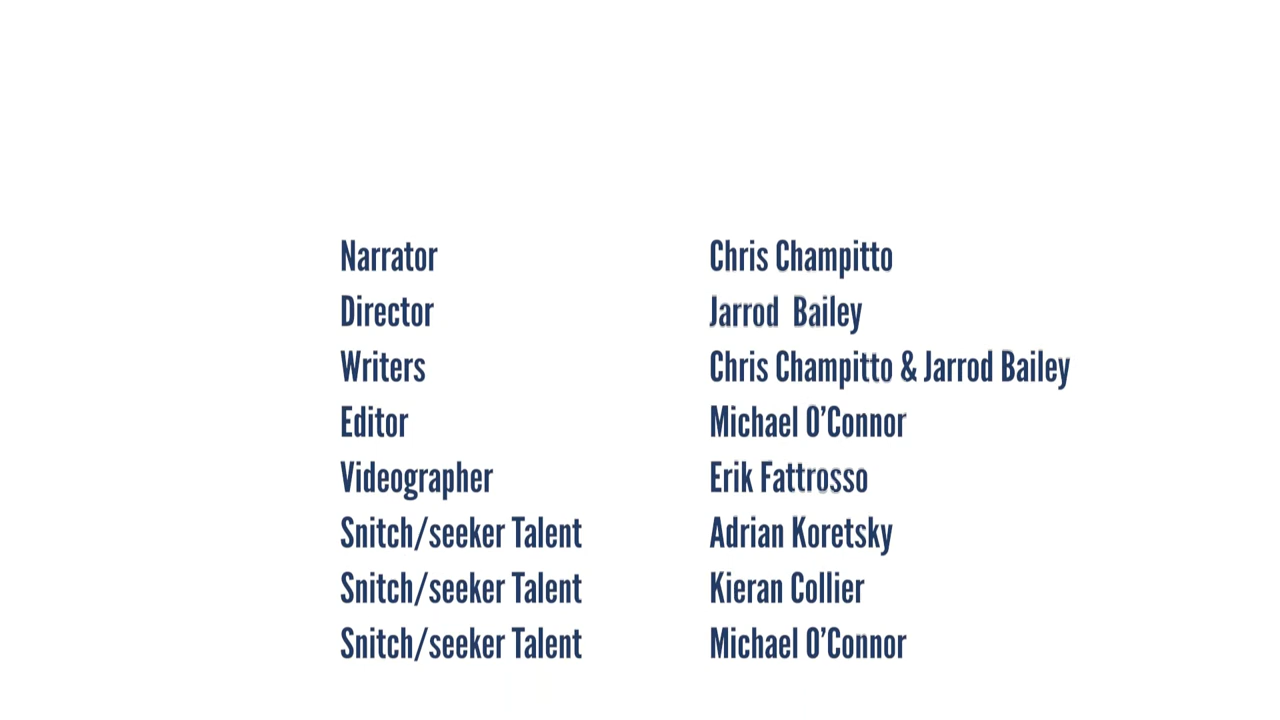 Narrator Chris Champitto
Director Jarrod Bailey
Writers Chris Champitto & Jarrod Bailey
Editor Michael O'Connor
Videographer Erik Fattrosso
Snitch/seeker Talent Adrian Koretsky
Snitch/seeker Talent Kieran Collier
Snitch/seeker Talent Michael O'Connor